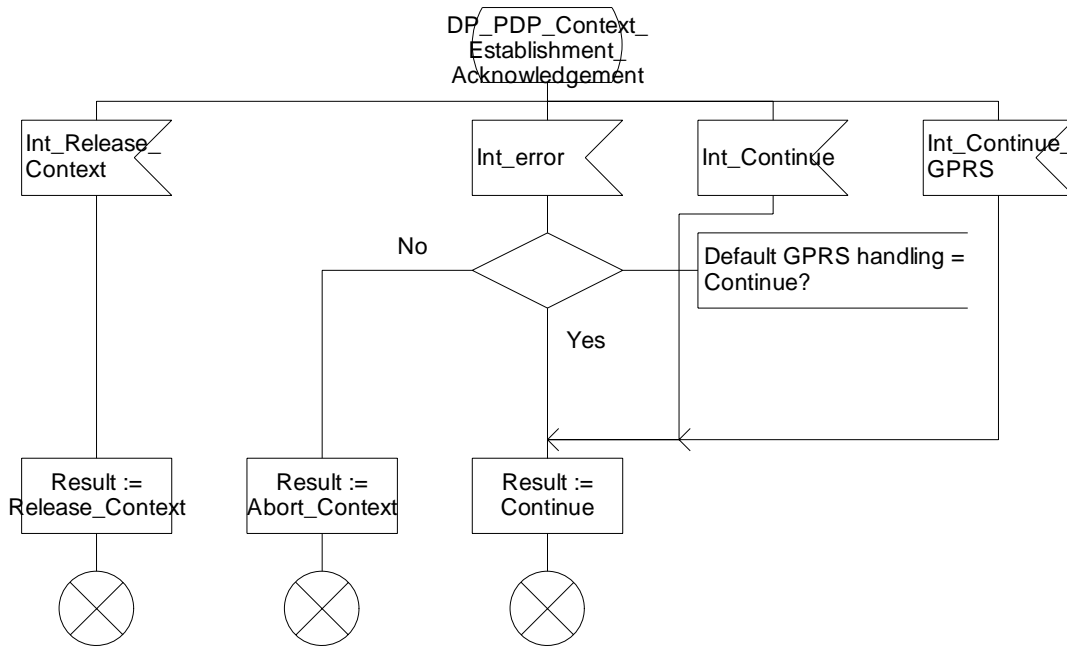 DP_PDP_Context_
Establishment_
Acknowledgement
Int_Release_
Context
Int_error
Int_Continue
Int_Continue_
GPRS
No
Default GPRS handling =
Continue?
Yes
Result :=
Release_Context
Result :=
Abort_Context
Result :=
Continue